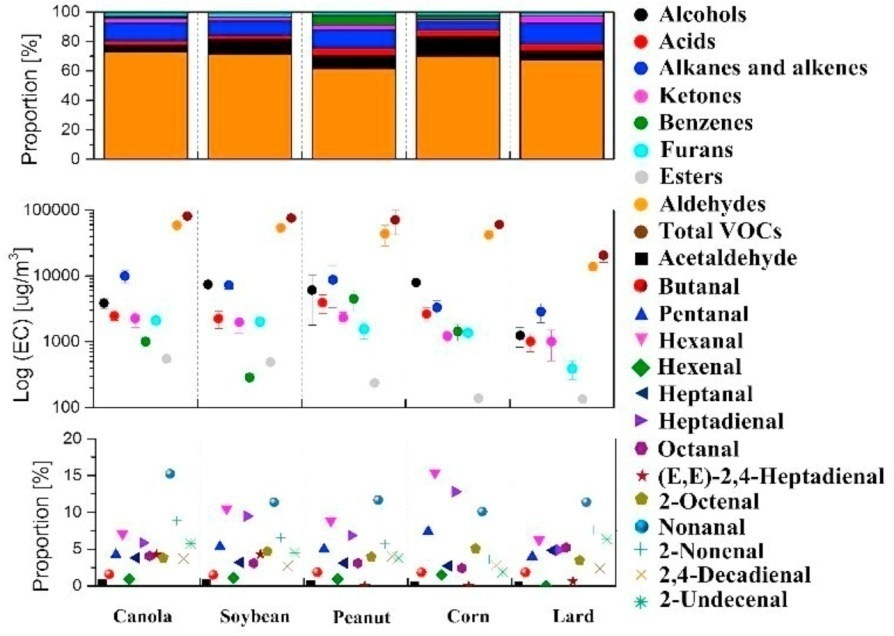 Proportion [%]
100
80
60
40
20
0
Log (EC) [ug/m³]
100000
10000
1000
100
Proportion [%]
20
15
10
5
0
Canola
Soybean
Peanut
Corn
Lard
Alcohols
Acids
Alkanes and alkenes
Ketones
Benzenes
Furans
Esters
Aldehydes
Total VOCs
Acetaldehyde
Butanal
Pentanal
Hexanal
Hexenal
Heptanal
Heptadienal
Octanal
(E,E)-2,4-Heptadienal
2-Octenal
Nonanal
2-Nonenal
2,4-Decadienal
2-Undecenal